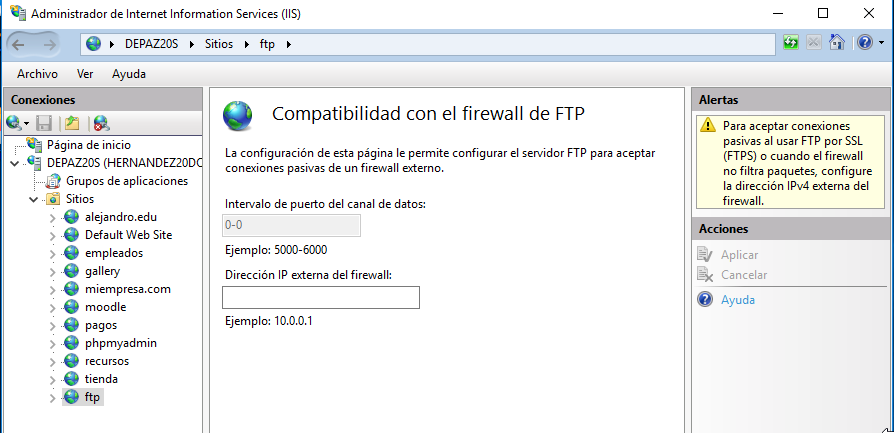 Administrador de Internet Information Services (IIS)
DEPAZ20S
Sitios
ftp
Archivo
Ver
Ayuda
Conexiones
Página de inicio
DEPAZ20S (HERNANDEZ20DO
Grupos de aplicaciones
Sitios
alejandro.edu
Default Web Site
empleados
gallery
miempresa.com
moodle
pagos
phpmyadmin
recursos
tienda
ftp
Compatibilidad con el firewall de FTP
La configuración de esta página le permite configurar el servidor FTP para aceptar
conexiones pasivas de un firewall externo.
Intervalo de puerto del canal de datos:
0-0
Ejemplo: 5000-6000
Dirección IP externa del firewall:
Ejemplo: 10.0.0.1
Alertas
Para aceptar conexiones
pasivas al usar FTP por SSL
(FTPS) o cuando el firewall
no filtra paquetes, configure
la dirección IPv4 externa del
firewall.
Acciones
Aplicar
Cancelar
Ayuda